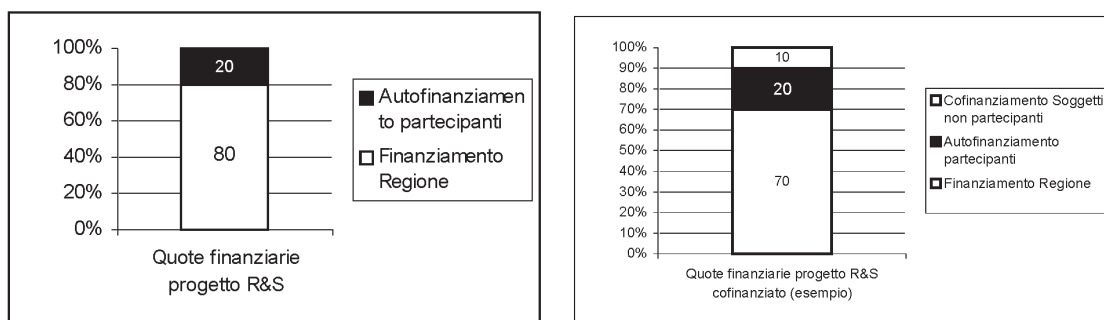 100%
80%
60%
40%
20%
0%
20
80
Quote finanziarie
progetto R&S
Autofinanziamen
to partecipanti
Finanziamento
Regione
100%
90%
80%
70%
60%
50%
40%
30%
20%
10%
0%
10
20
70
Quote finanziarie progetto R&S
cofinanziato (esempio)
Cofinanziamento Soggetti
non partecipanti
Autofinanziamento
partecipanti
Finanziamento Regione